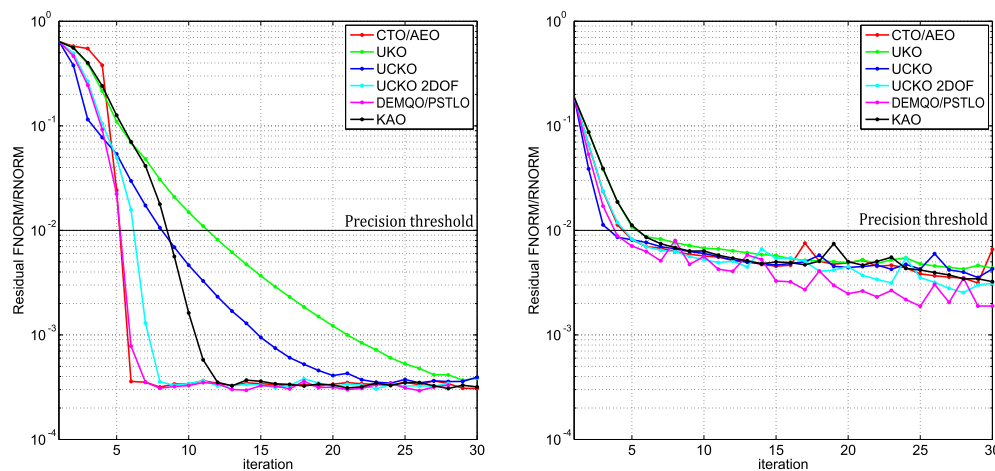 10^0
10^-1
10^-2
10^-3
10^-4
Residual FNORM/RNORM
5
10
15
20
25
30
iteration
CTO/AEO
UKO
UCKO
UCKO 2DOF
DEMQO/PSTLO
KAO
Precision threshold
10^0
10^-1
10^-2
10^-3
10^-4
Residual FNORM/RNORM
5
10
15
20
25
30
iteration
CTO/AEO
UKO
UCKO
UCKO 2DOF
DEMQO/PSTLO
KAO
Precision threshold